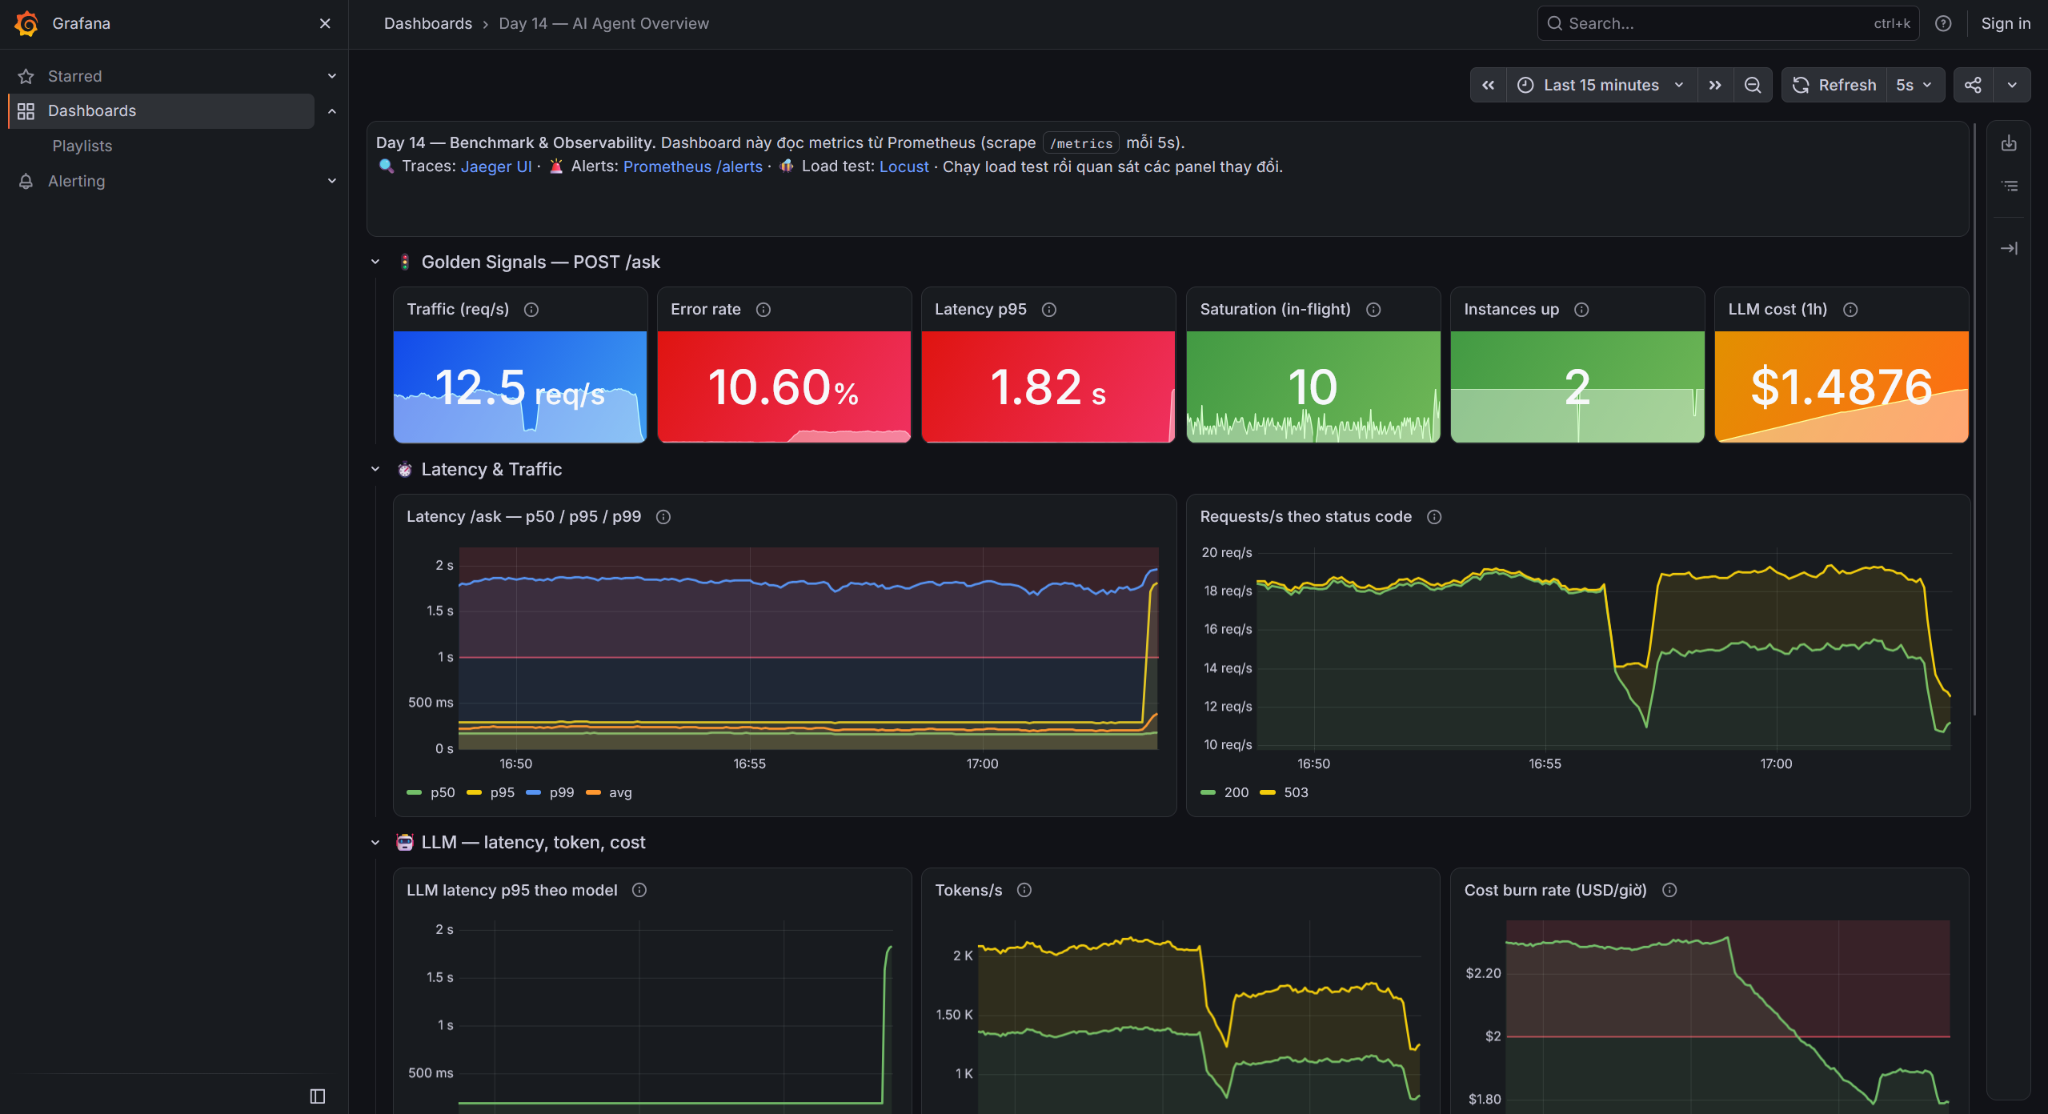 Grafana
Dashboards › Day 14 — AI Agent Overview
Search... ctrl+k
Sign in
Starred
Dashboards
Playlists
Alerting
Last 15 minutes
Refresh 5s
Day 14 — Benchmark & Observability. Dashboard này đọc metrics từ Prometheus (scrape /metrics mỗi 5s).
Traces: Jaeger UI · Alerts: Prometheus /alerts · Load test: Locust · Chạy load test rồi quan sát các panel thay đổi.
Golden Signals — POST /ask
Traffic (req/s)
12.5 req/s
Error rate
10.60%
Latency p95
1.82 s
Saturation (in-flight)
10
Instances up
2
LLM cost (1h)
$1.4876
Latency & Traffic
Latency /ask — p50 / p95 / p99
2 s
1.5 s
1 s
500 ms
0 s
16:50 16:55 17:00
p50 p95 p99 avg
Requests/s theo status code
20 req/s
18 req/s
16 req/s
14 req/s
12 req/s
10 req/s
16:50 16:55 17:00
200 503
LLM — latency, token, cost
LLM latency p95 theo model
2 s
1.5 s
1 s
500 ms
Tokens/s
2 K
1.50 K
1 K
Cost burn rate (USD/giờ)
$2.20
$2
$1.80